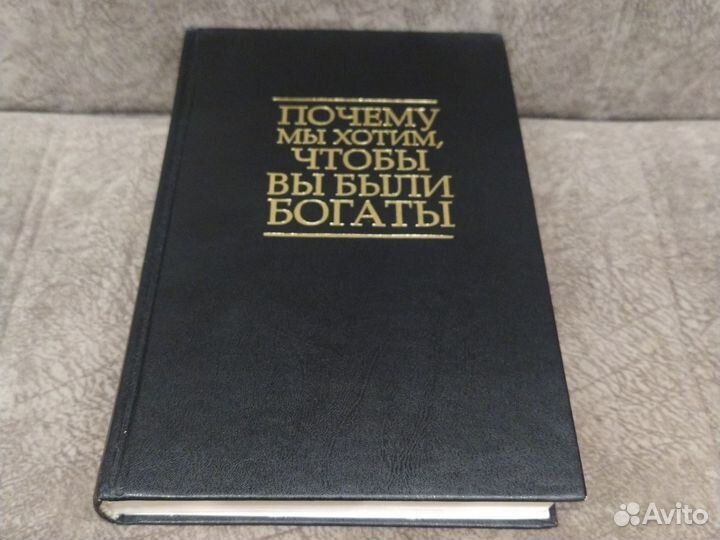 ПОЧЕМУ
МЫ ХОТИМ,
ЧТОБЫ
ВЫ БЫЛИ
БОГАТЫ
Avito